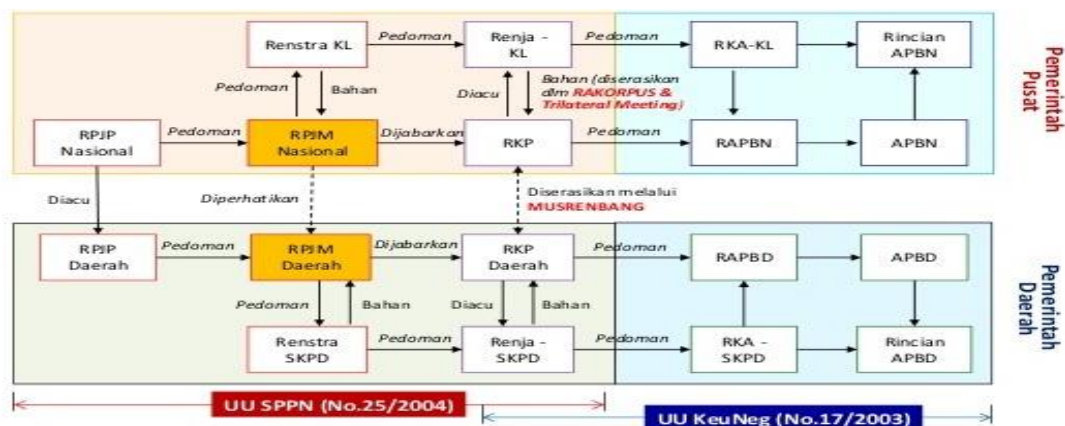 Renstra KL
Pedoman
Renja -
KL
Pedoman
RKA-KL
Rincian
APBN
Pedoman
Bahan
Diacu
Bahan (diserasikan
dlm RAKORPUS &
Trilateral Meeting)
RPJP
Nasional
Pedoman
RPJM
Nasional
Dijabarkan
RKP
Pedoman
RAPBN
APBN
Pemerintah
Pusat
Diacu
Diperhatikan
Diserasikan melalui
MUSRENBANG
RPJP
Daerah
Pedoman
RPJM
Daerah
Dijabarkan
RKP
Daerah
Pedoman
RAPBD
APBD
Pedoman
Bahan
Diacu
Bahan
Renstra
SKPD
Pedoman
Renja -
SKPD
Pedoman
RKA -
SKPD
Rincian
APBD
Pemerintah
Daerah
UU SPPN (No.25/2004)
UU KeuNeg (No.17/2003)